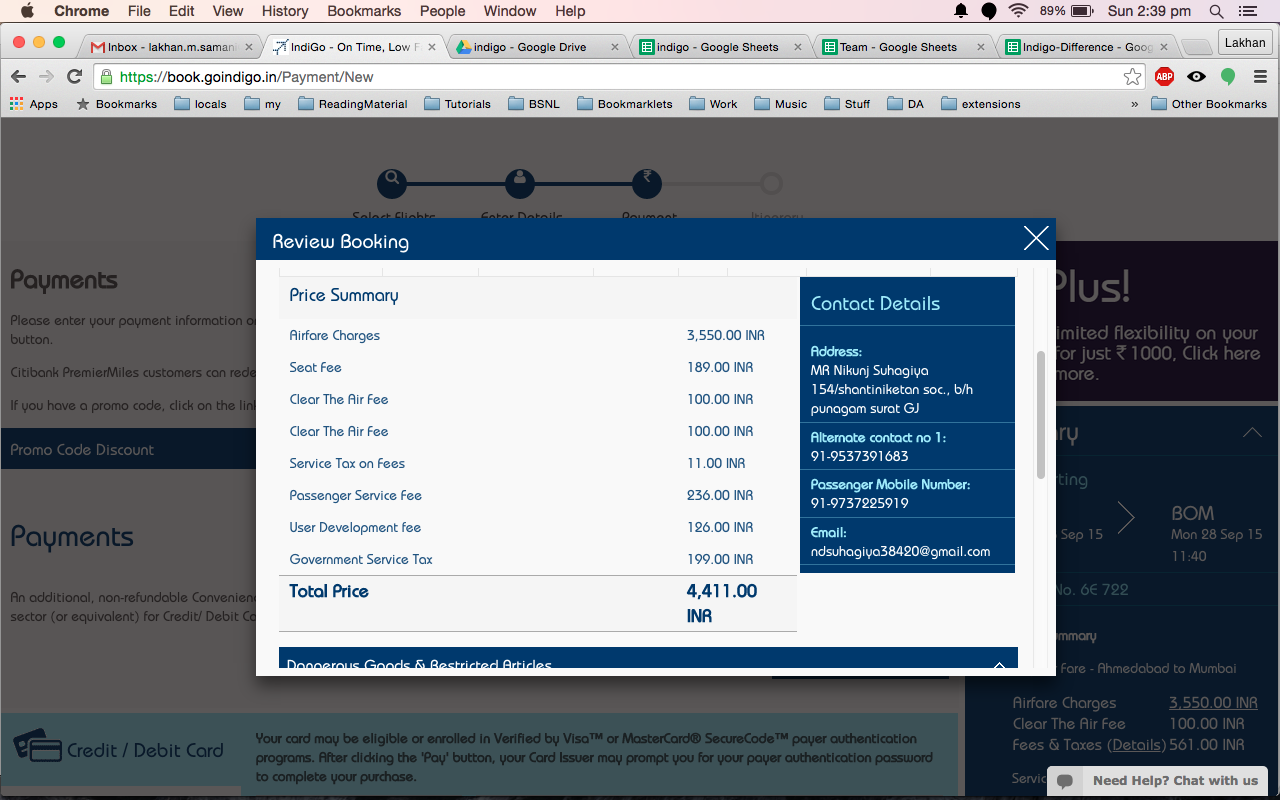 Chrome File Edit View History Bookmarks People Window Help 89% Sun 2:39 pm
Inbox - lakhan.m.samani
IndiGo - On Time, Low F
indigo - Google Drive
indigo - Google Sheets
Team - Google Sheets
Indigo-Difference - Goog
Lakhan
https://book.goindigo.in/Payment/New
ABP
Apps Bookmarks locals my ReadingMaterial Tutorials BSNL Bookmarklets Work Music Stuff DA extensions » Other Bookmarks
Select Flights Enter Details Payment Itinerary
Review Booking
Payments
Please enter your payment information or
button.
Citibank PremierMiles customers can rede
If you have a promo code, click on the link
Promo Code Discount
Payments
An additional, non-refundable Convenienc
sector (or equivalent) for Credit/ Debit Ca
Price Summary
Airfare Charges 3,550.00 INR
Seat Fee 189.00 INR
Clear The Air Fee 100.00 INR
Clear The Air Fee 100.00 INR
Service Tax on Fees 11.00 INR
Passenger Service Fee 236.00 INR
User Development fee 126.00 INR
Government Service Tax 199.00 INR
Total Price 4,411.00
INR
Contact Details
Address:
MR Nikunj Suhagiya
154/shantiniketan soc., b/h
punagam surat GJ
Alternate contact no 1:
91-9537391683
Passenger Mobile Number:
91-9737225919
Email:
ndsuhagiya38420@gmail.com
Dangerous Goods & Restricted Articles
Plus!
imited flexibility on your
for just ₹ 1000, Click here
more.
ry
ting
BOM
Sep 15 Mon 28 Sep 15
11:40
No. 6E 722
mmary
Fare - Ahmedabad to Mumbai
Airfare Charges 3,550.00 INR
Clear The Air Fee 100.00 INR
Fees & Taxes (Details) 561.00 INR
Servic
Need Help? Chat with us
Credit / Debit Card
Your card may be eligible or enrolled in Verified by Visa™ or MasterCard® SecureCode™ payer authentication
programs. After clicking the 'Pay' button, your Card Issuer may prompt you for your payer authentication password
to complete your purchase.